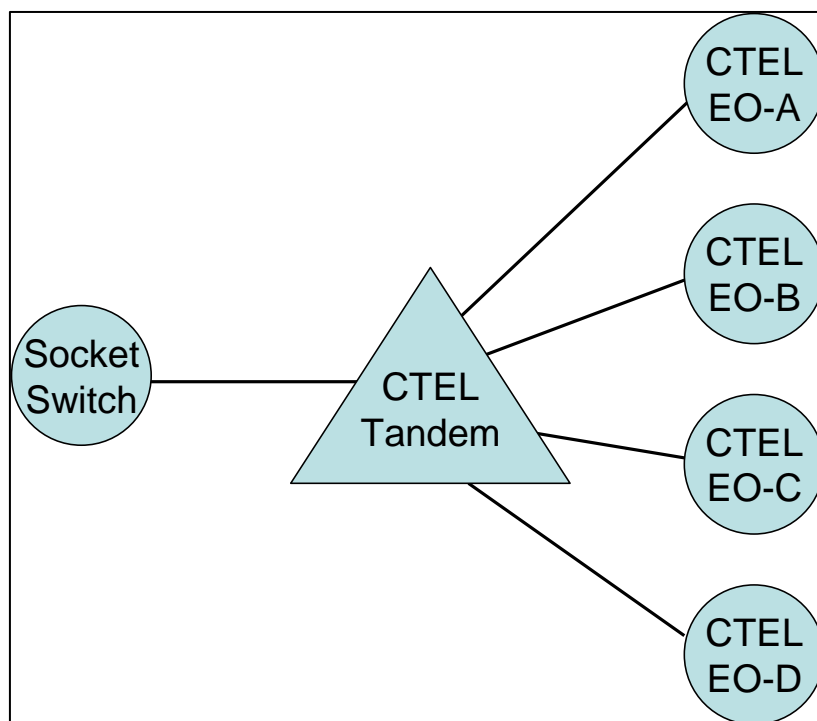 CTEL
EO-A
CTEL
EO-B
Socket
Switch
CTEL
Tandem
CTEL
EO-C
CTEL
EO-D